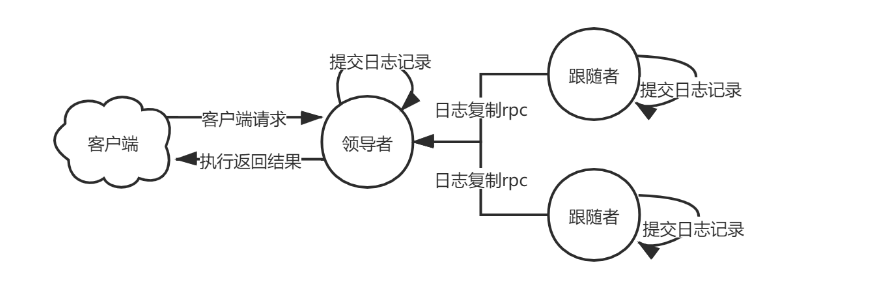 提交日志记录
跟随者
提交日志记录
日志复制rpc
客户端请求
客户端
领导者
执行返回结果
日志复制rpc
跟随者
提交日志记录